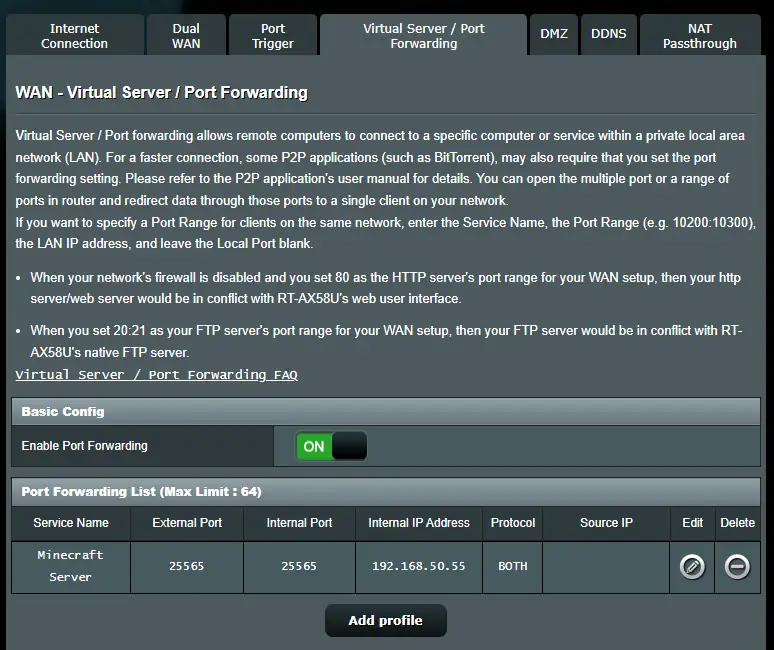 Internet
Connection
Dual
WAN
Port
Trigger
Virtual Server / Port
Forwarding
DMZ
DDNS
NAT
Passthrough
WAN - Virtual Server / Port Forwarding
Virtual Server / Port forwarding allows remote computers to connect to a specific computer or service within a private local area
network (LAN). For a faster connection, some P2P applications (such as BitTorrent), may also require that you set the port
forwarding setting. Please refer to the P2P application's user manual for details. You can open the multiple port or a range of
ports in router and redirect data through those ports to a single client on your network.
If you want to specify a Port Range for clients on the same network, enter the Service Name, the Port Range (e.g. 10200:10300),
the LAN IP address, and leave the Local Port blank.
• When your network's firewall is disabled and you set 80 as the HTTP server's port range for your WAN setup, then your http
server/web server would be in conflict with RT-AX58U's web user interface.
• When you set 20:21 as your FTP server's port range for your WAN setup, then your FTP server would be in conflict with RT-
AX58U's native FTP server.
Virtual Server / Port Forwarding FAQ
Basic Config
Enable Port Forwarding
ON
Port Forwarding List (Max Limit : 64)
Service Name External Port Internal Port Internal IP Address Protocol Source IP Edit Delete
Minecraft
Server
25565 25565 192.168.50.55 BOTH
Add profile